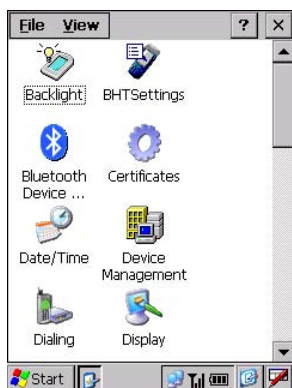 File View ? ×
Backlight BHTSettings
Bluetooth Certificates
Device ...
Date/Time Device
Management
Dialing Display
Start